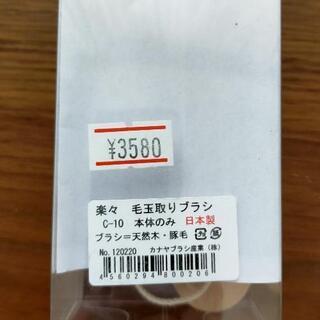 ¥3580
楽々 毛玉取りブラシ
C-10 本体のみ 日本製
ブラシ=天然木・豚毛
No.120220 カナヤブラシ産業(株)
4560294800206